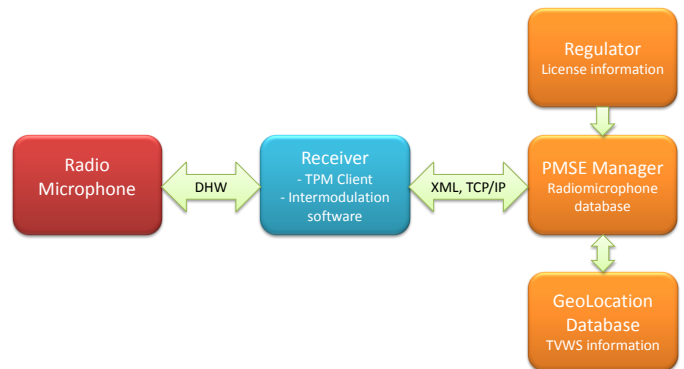 Regulator
License information
Radio
Microphone
DHW
Receiver
- TPM Client
- Intermodulation
software
XML, TCP/IP
PMSE Manager
Radiomicrophone
database
GeoLocation
Database
TVWS information